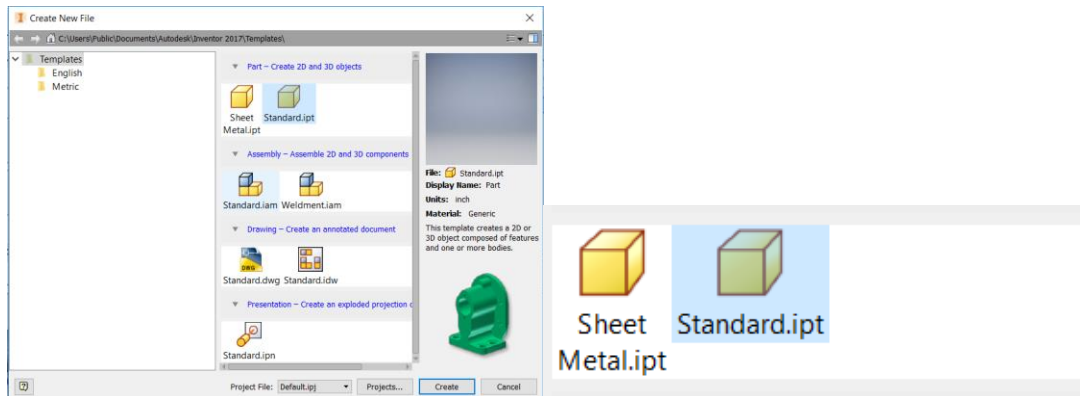 Create New File
C:\Users\Public\Documents\Autodesk\Inventor 2017\Templates\
Templates
English
Metric
Part – Create 2D and 3D objects
Sheet
Metal.ipt
Standard.ipt
Assembly – Assemble 2D and 3D components
Standard.iam Weldment.iam
Drawing – Create an annotated document
DWG
Standard.dwg Standard.idw
Presentation – Create an exploded projection
Standard.ipn
File: Standard.ipt
Display Name: Part
Units: inch
Material: Generic
This template creates a 2D or
3D object composed of features
and one or more bodies.
Project File: Default.ipj Projects... Create Cancel
Sheet
Metal.ipt
Standard.ipt